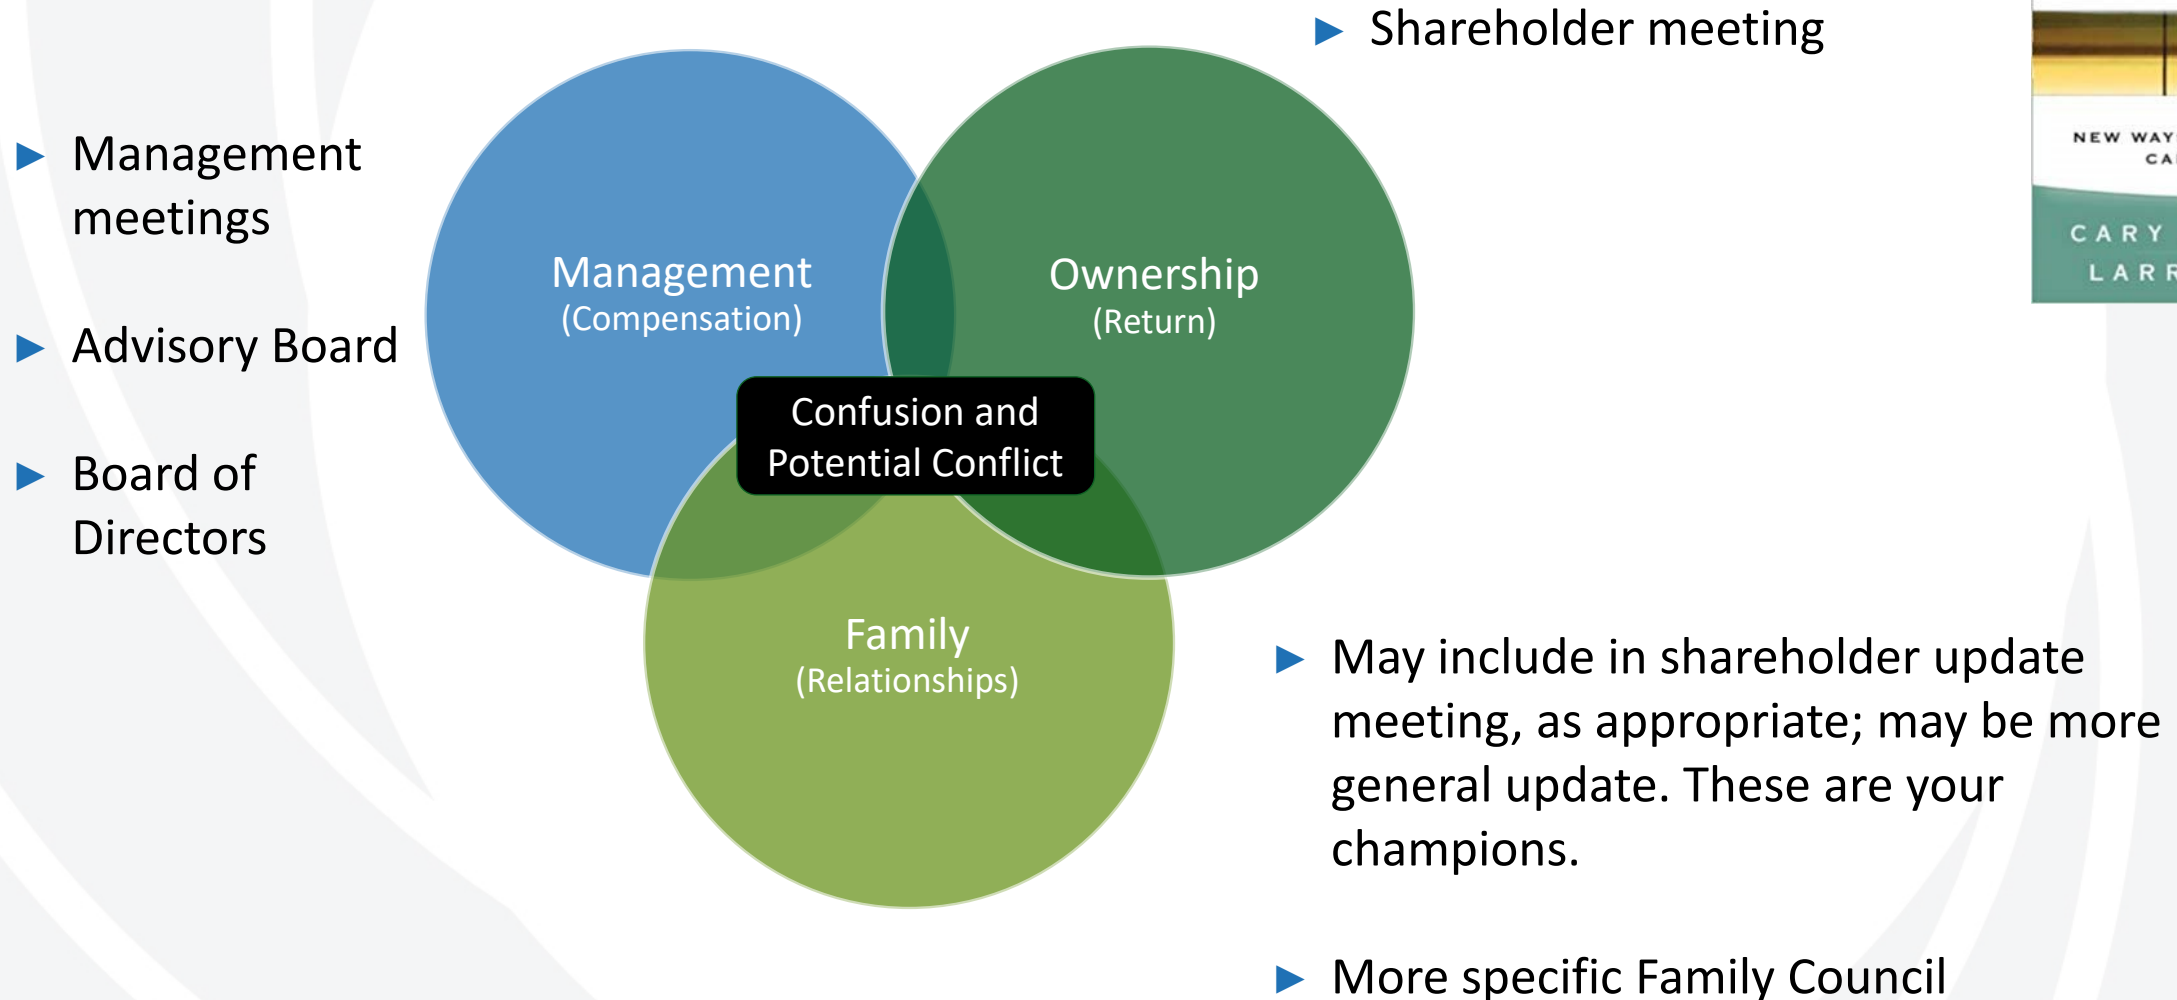 Shareholder meeting
Management
meetings
Advisory Board
Board of
Directors
Management
(Compensation)
Ownership
(Return)
Confusion and
Potential Conflict
Family
(Relationships)
May include in shareholder update
meeting, as appropriate; may be more
general update. These are your
champions.
More specific Family Council
NEW
CARY